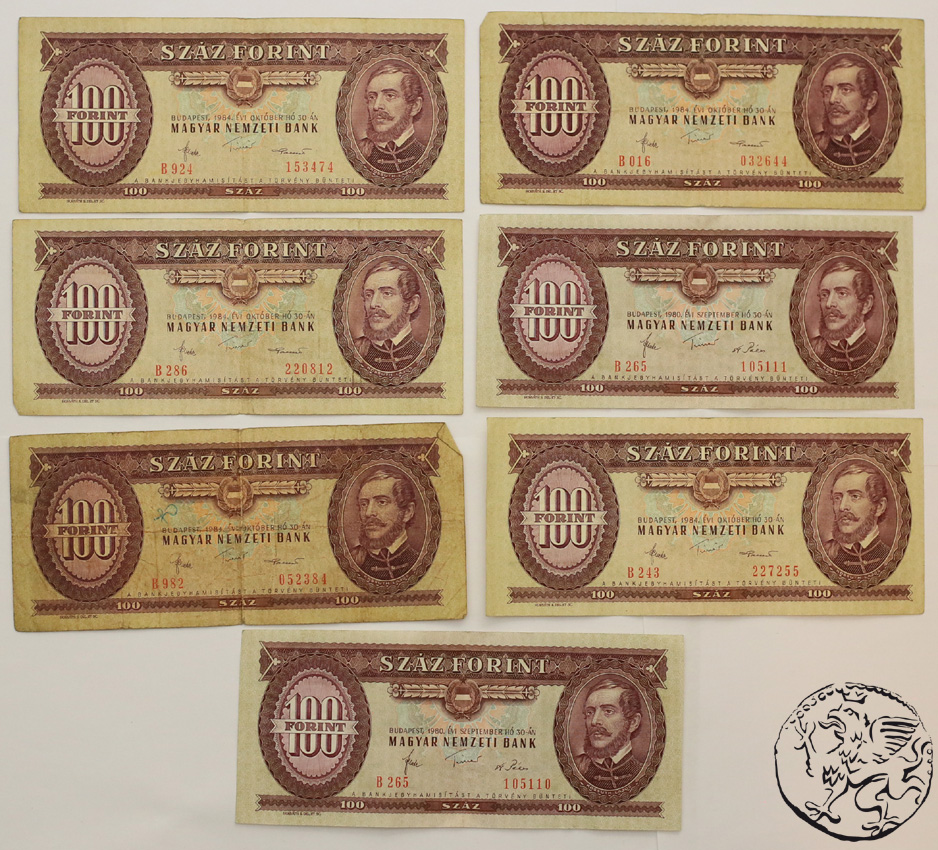 SZÁZ FORINT
100
FORINT
BUDAPEST, 1984. ÉVI OKTÓBER HÓ 30-ÁN
MAGYAR NEMZETI BANK
B 924 153474
A BANKJEGYHAMISÍTÁST A TÖRVÉNY BÜNTETI
100 SZÁZ 100
SZÁZ FORINT
100
FORINT
BUDAPEST, 1984. ÉVI OKTÓBER HÓ 30-ÁN
MAGYAR NEMZETI BANK
B 016 032644
A BANKJEGYHAMISÍTÁST A TÖRVÉNY BÜNTETI
100 SZÁZ 100
SZÁZ FORINT
100
FORINT
BUDAPEST, 1984. ÉVI OKTÓBER HÓ 30-ÁN
MAGYAR NEMZETI BANK
B 286 220812
A BANKJEGYHAMISÍTÁST A TÖRVÉNY BÜNTETI
100 SZÁZ 100
SZÁZ FORINT
100
FORINT
BUDAPEST, 1980. ÉVI SZEPTEMBER HÓ 30-ÁN
MAGYAR NEMZETI BANK
B 265 105111
A BANKJEGYHAMISÍTÁST A TÖRVÉNY BÜNTETI
100 SZÁZ 100
SZÁZ FORINT
100
FORINT
BUDAPEST, 1984. ÉVI OKTÓBER HÓ 30-ÁN
MAGYAR NEMZETI BANK
B 982 052384
A BANKJEGYHAMISÍTÁST A TÖRVÉNY BÜNTETI
100 SZÁZ 100
SZÁZ FORINT
100
FORINT
BUDAPEST, 1984. ÉVI OKTÓBER HÓ 30-ÁN
MAGYAR NEMZETI BANK
B 243 227255
A BANKJEGYHAMISÍTÁST A TÖRVÉNY BÜNTETI
100 SZÁZ 100
SZÁZ FORINT
100
FORINT
BUDAPEST, 1980. ÉVI SZEPTEMBER HÓ 30-ÁN
MAGYAR NEMZETI BANK
B 265 105110
A BANKJEGYHAMISÍTÁST A TÖRVÉNY BÜNTETI
100 SZÁZ 100